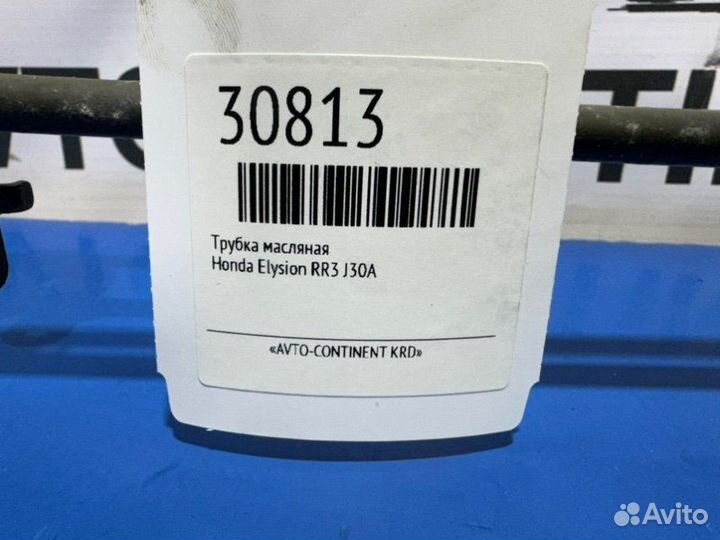 30813
Трубка масляная
Honda Elysion RR3 J30A
«AVTO-CONTINENT KRD»
Avito